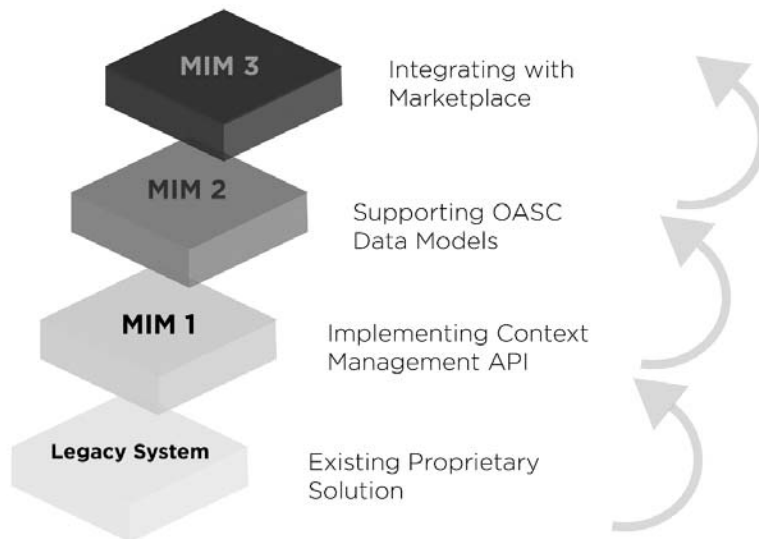 MIM 3
Integrating with
Marketplace
MIM 2
Supporting OASC
Data Models
MIM 1
Implementing Context
Management API
Legacy System
Existing Proprietary
Solution